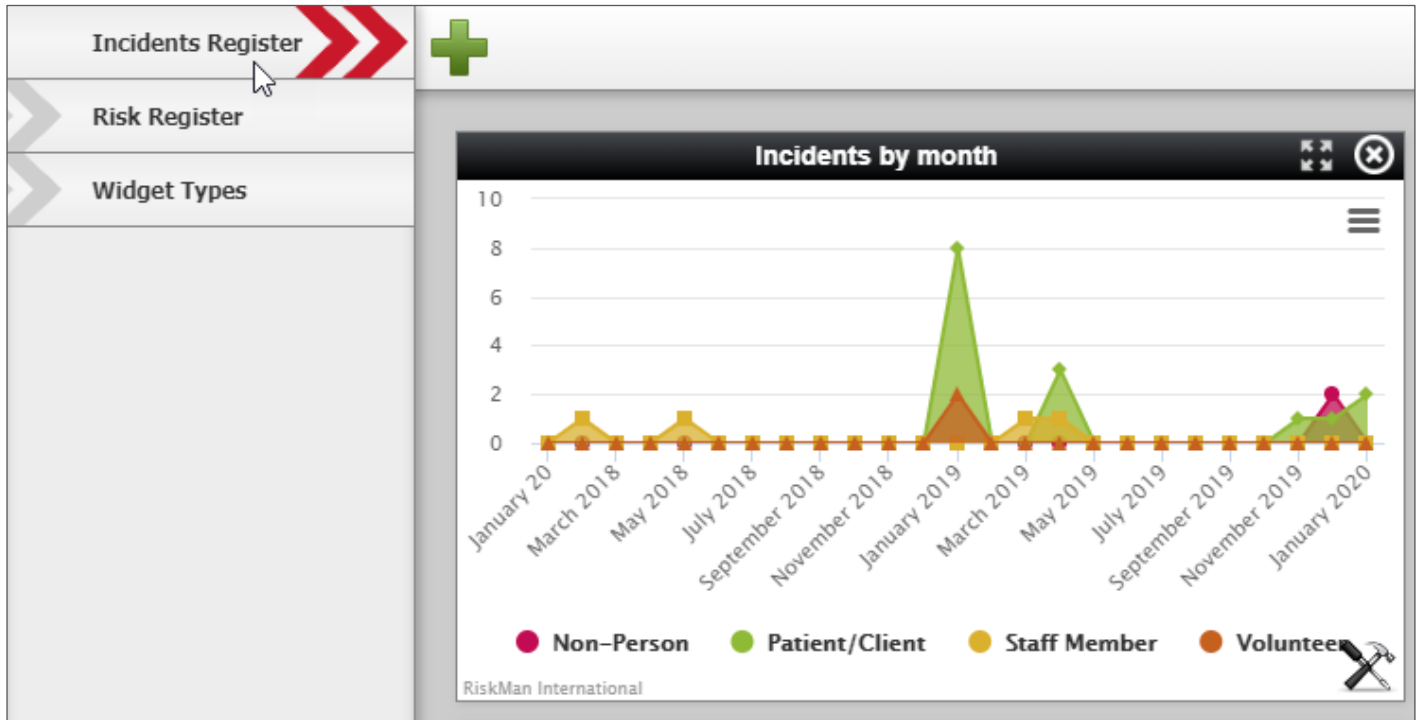 Incidents Register
Risk Register
Widget Types
Incidents by month
10
8
6
4
2
0
January 20
March 2018
May 2018
July 2018
September 2018
November 2018
January 2019
March 2019
May 2019
July 2019
September 2019
November 2019
January 2020
Non-Person Patient/Client Staff Member Volunteer
RiskMan International